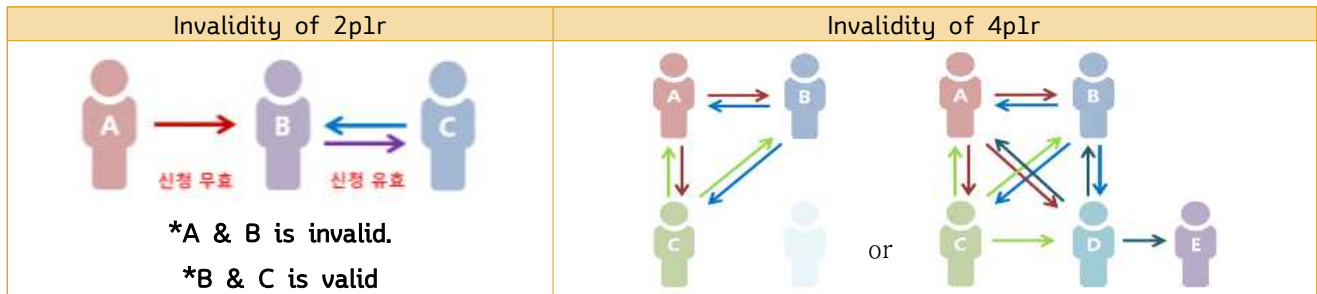 Invalidity of 2plr
Invalidity of 4plr
A
B
C
신청 무효
신청 유효
*A & B is invalid.
*B & C is valid
A
B
C
or
A
B
C
D
E